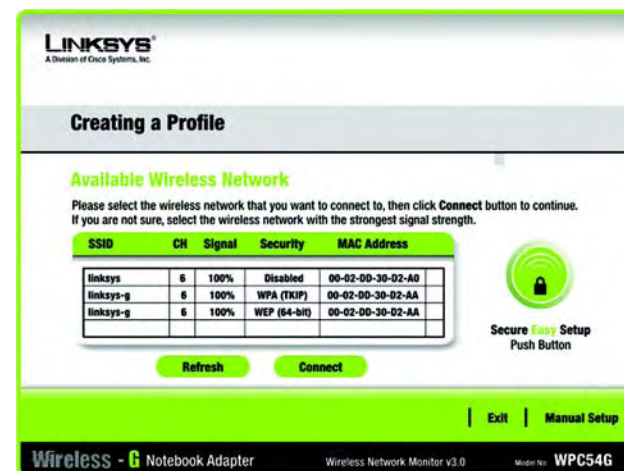 LINKSYS®
A Division of Cisco Systems, Inc.
Creating a Profile
Available Wireless Network
Please select the wireless network that you want to connect to, then click Connect button to continue.
If you are not sure, select the wireless network with the strongest signal strength.
SSID CH Signal Security MAC Address
linksys 6 100% Disabled 00-02-DD-30-D2-A0
linksys-g 6 100% WPA (TKIP) 00-02-DD-30-D2-AA
linksys-g 6 100% WEP (64-bit) 00-02-DD-30-D2-AA
Secure Easy Setup
Push Button
Refresh Connect
Exit Manual Setup
Wireless - G Notebook Adapter Wireless Network Monitor v3.0 Model No. WPC54G